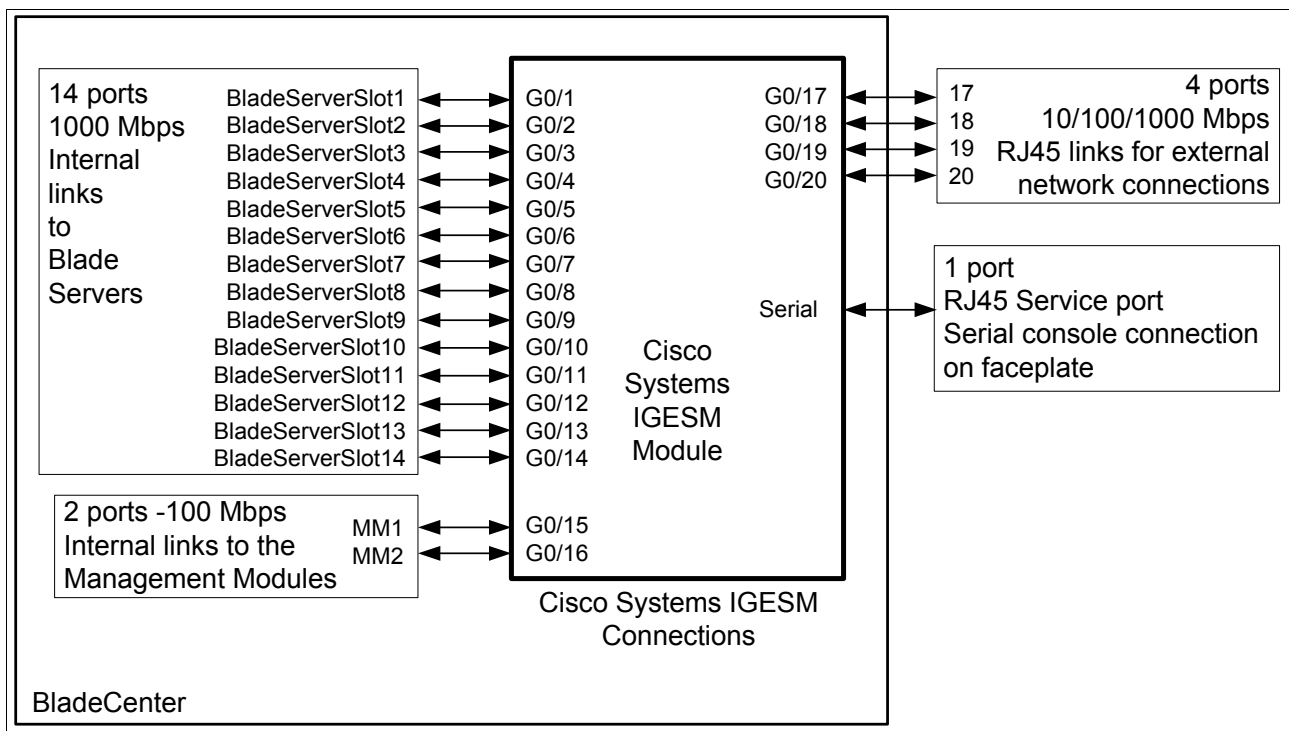 14 ports
1000 Mbps
Internal
links
to
Blade
Servers
BladeServerSlot1
BladeServerSlot2
BladeServerSlot3
BladeServerSlot4
BladeServerSlot5
BladeServerSlot6
BladeServerSlot7
BladeServerSlot8
BladeServerSlot9
BladeServerSlot10
BladeServerSlot11
BladeServerSlot12
BladeServerSlot13
BladeServerSlot14
2 ports -100 Mbps
Internal links to the
Management Modules
MM1
MM2
G0/1
G0/2
G0/3
G0/4
G0/5
G0/6
G0/7
G0/8
G0/9
G0/10
G0/11
G0/12
G0/13
G0/14
G0/15
G0/16
Cisco
Systems
IGESM
Module
G0/17
G0/18
G0/19
G0/20
Serial
17
18
19
20
4 ports
10/100/1000 Mbps
RJ45 links for external
network connections
1 port
RJ45 Service port
Serial console connection
on faceplate
Cisco Systems IGESM
Connections
BladeCenter